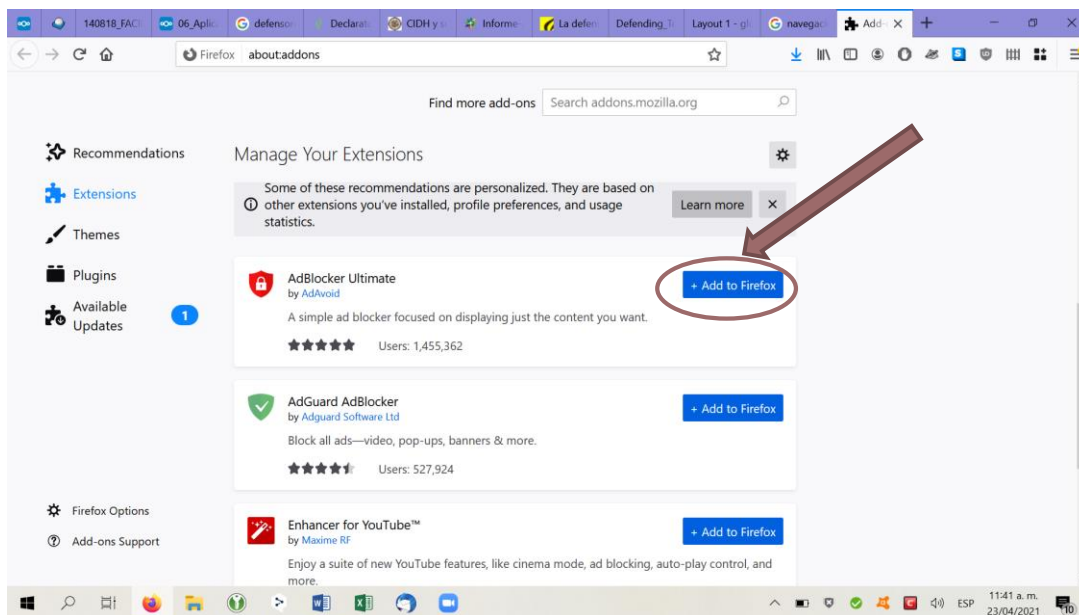 140818_FACI
06_Aplic
defensor
Declarat
CIDH y s
Informe
La defen
Defending_To
Layout 1 - gl
navegad
Add-
Firefox about:addons
Find more add-ons Search addons.mozilla.org
Recommendations
Extensions
Themes
Plugins
Available
Updates
1
Firefox Options
Add-ons Support
Manage Your Extensions
Some of these recommendations are personalized. They are based on
other extensions you've installed, profile preferences, and usage
statistics.
Learn more
AdBlocker Ultimate
by AdAvoid
A simple ad blocker focused on displaying just the content you want.
Users: 1,455,362
+ Add to Firefox
AdGuard AdBlocker
by Adguard Software Ltd
Block all ads—video, pop-ups, banners & more.
Users: 527,924
+ Add to Firefox
Enhancer for YouTube™
by Maxime RF
Enjoy a suite of new YouTube features, like cinema mode, ad blocking, auto-play control, and
more.
+ Add to Firefox
ESP
11:41 a. m.
23/04/2021
10